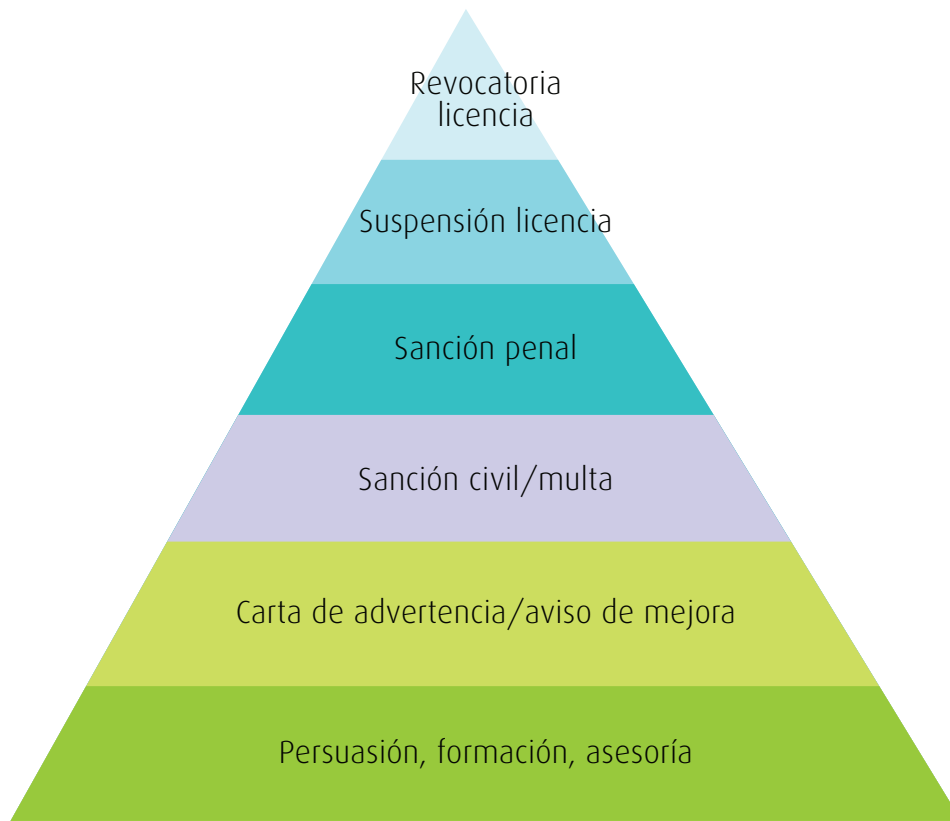 Revocatoria
licencia
Suspensión licencia
Sanción penal
Sanción civil/multa
Carta de advertencia/aviso de mejora
Persuasión, formación, asesoría